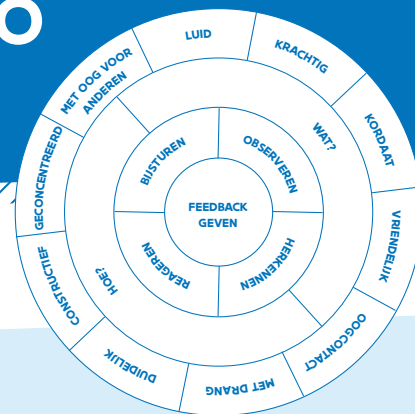 O
LUID
KRACHTIG
KORDAAT
VRIENDELIJK
OOGCONTACT
MET DRANG
DUIDELIJK
CONSTRUCTIEF
GECONCENTREERD
MET OOG VOOR
ANDEREN
WAT?
HOE?
OBSERVEREN
HERKENNEN
REAGEREN
BIJSTUREN
FEEDBACK
GEVEN